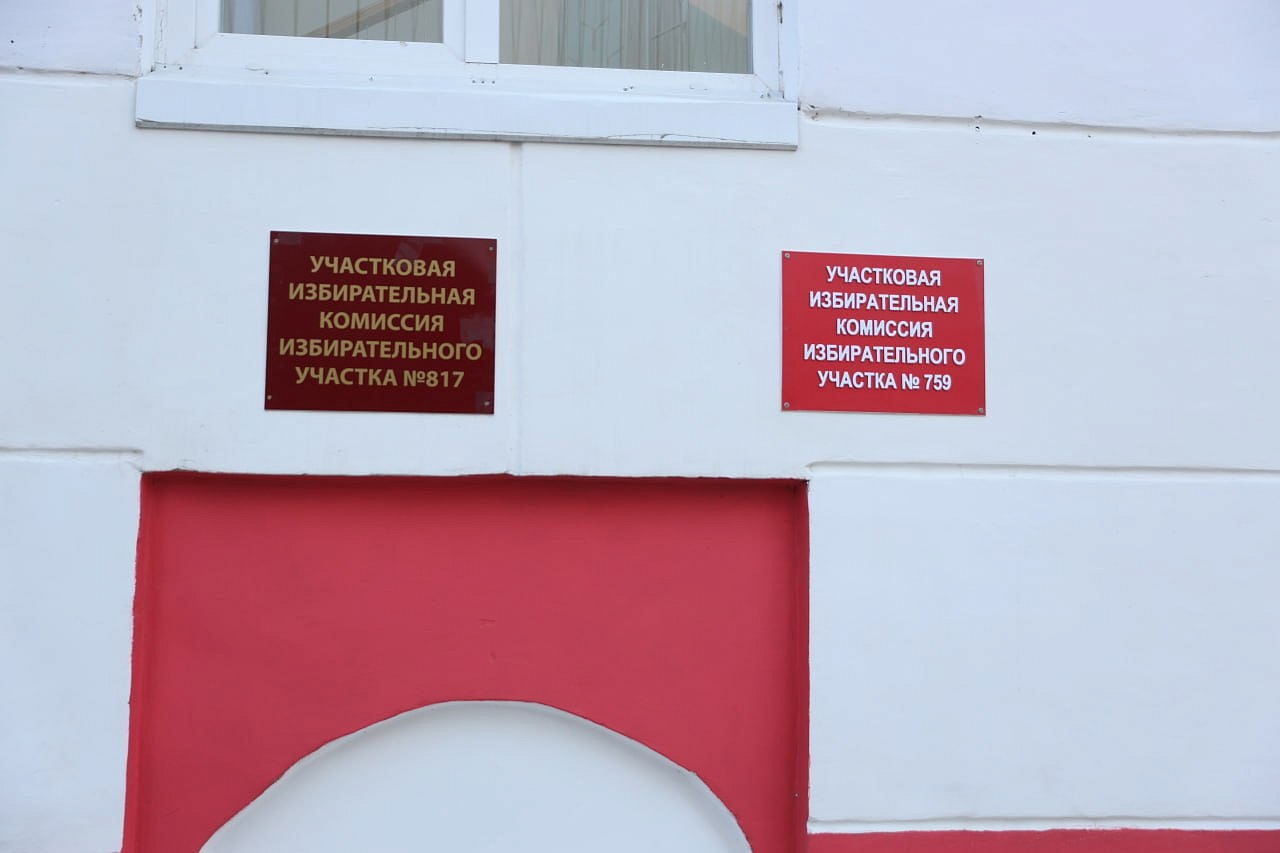 УЧАСТКОВАЯ
ИЗБИРАТЕЛЬНАЯ
КОМИССИЯ
ИЗБИРАТЕЛЬНОГО
УЧАСТКА №817
УЧАСТКОВАЯ
ИЗБИРАТЕЛЬНАЯ
КОМИССИЯ
ИЗБИРАТЕЛЬНОГО
УЧАСТКА № 759